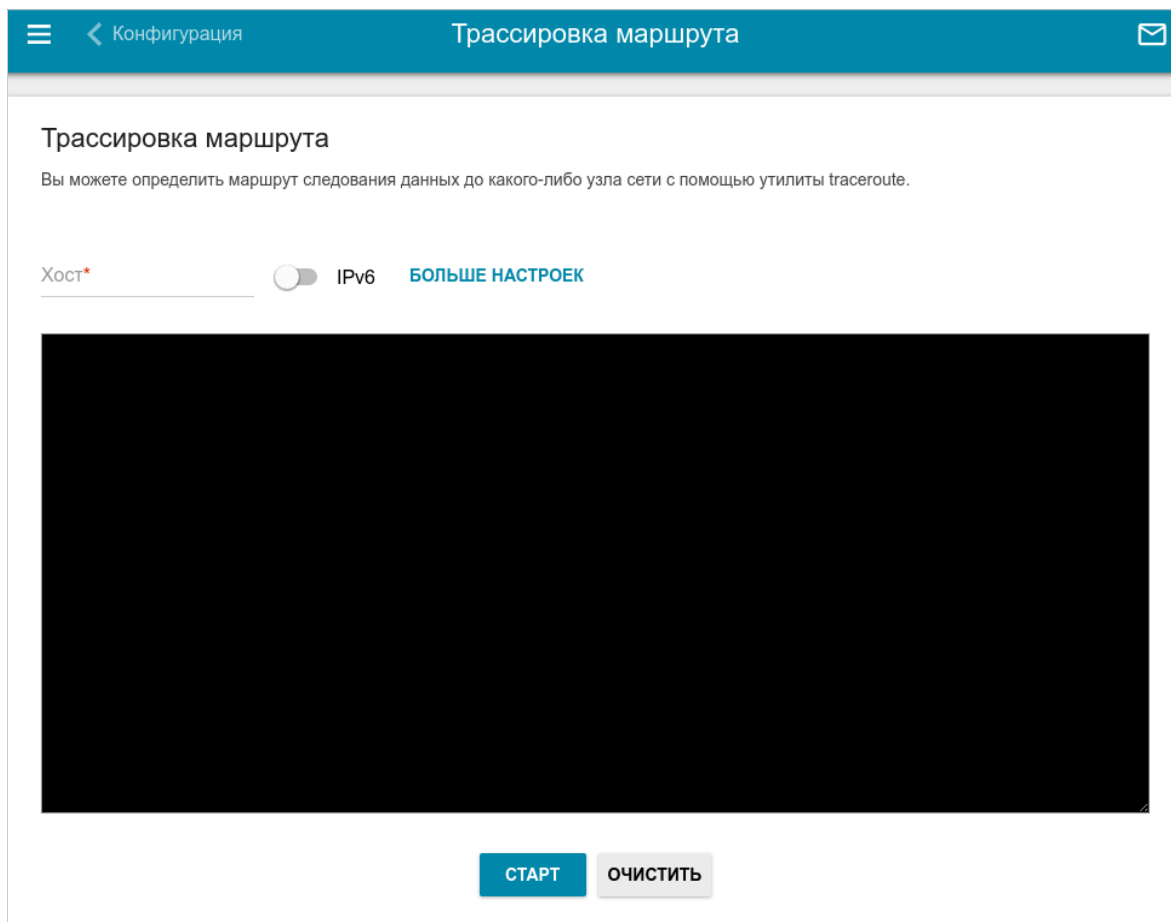 Конфигурация
Трассировка маршрута
Трассировка маршрута
Вы можете определить маршрут следования данных до какого-либо узла сети с помощью утилиты traceroute.
Хост*
IPv6
БОЛЬШЕ НАСТРОЕК
СТАРТ
ОЧИСТИТЬ